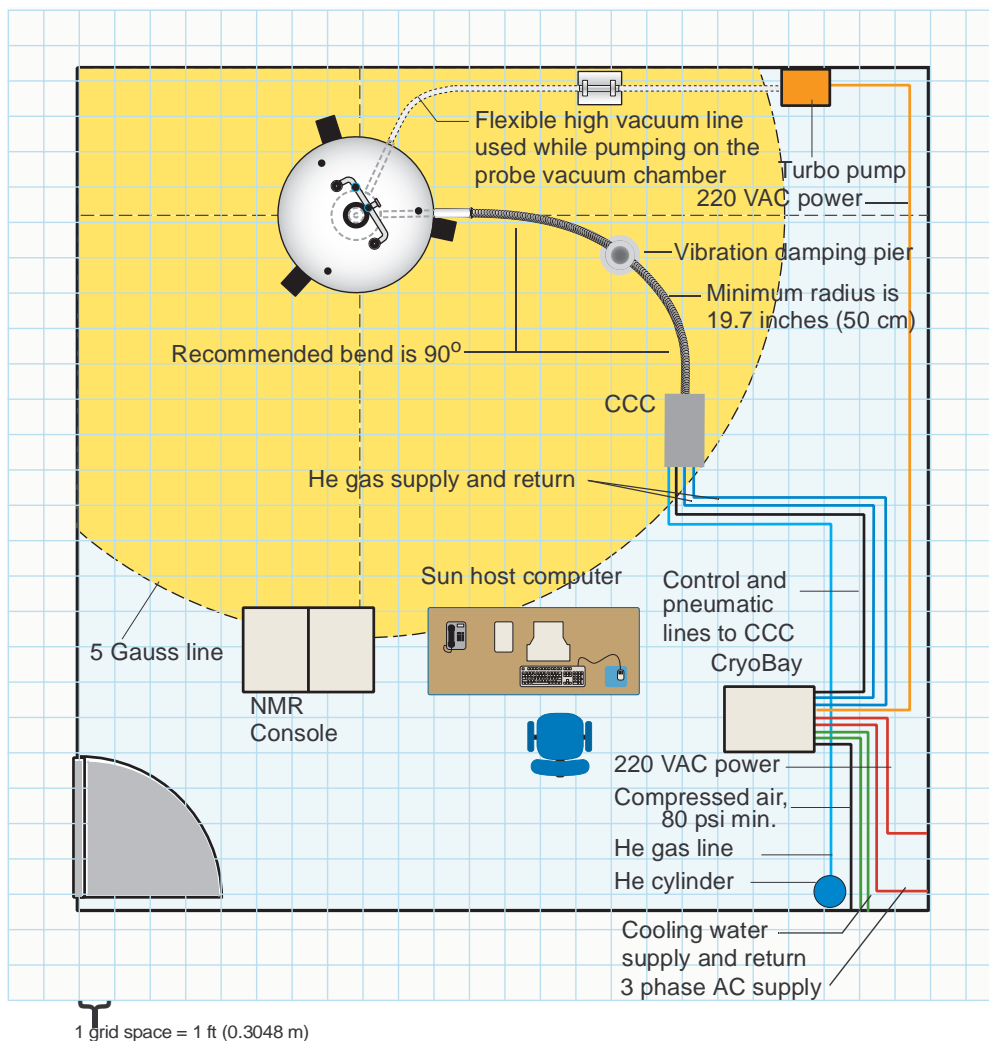 Flexible high vacuum line
used while pumping on the
probe vacuum chamber
Turbo pump
220 VAC power
Vibration damping pier
Minimum radius is
19.7 inches (50 cm)
Recommended bend is 90o
CCC
He gas supply and return
Sun host computer
Control and
pneumatic
lines to CCC
5 Gauss line
CryoBay
NMR
Console
220 VAC power
Compressed air,
80 psi min.
He gas line
He cylinder
Cooling water
supply and return
3 phase AC supply
1 grid space = 1 ft (0.3048 m)